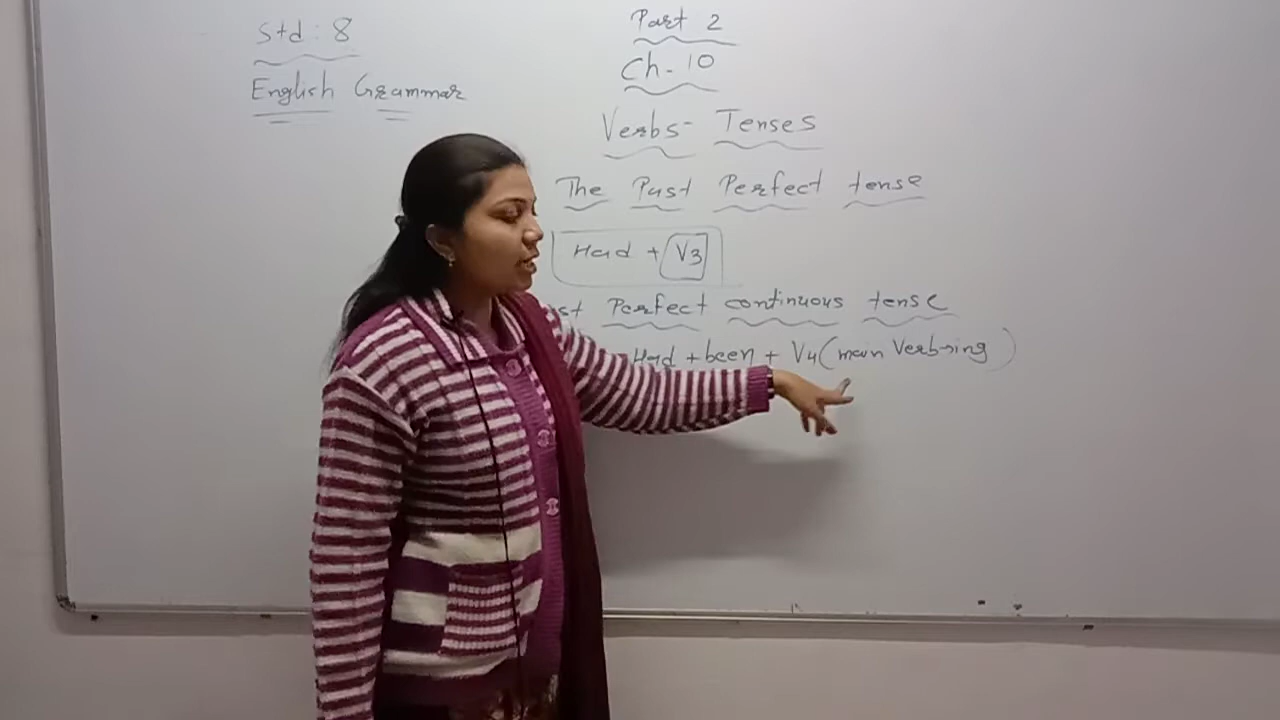 Std : 8
English Grammar
Part 2
Ch. 10
Verbs - Tenses
The Past Perfect tense
Had + V3
st Perfect continuous tense
Had + been + V4 (main Verb-ing)